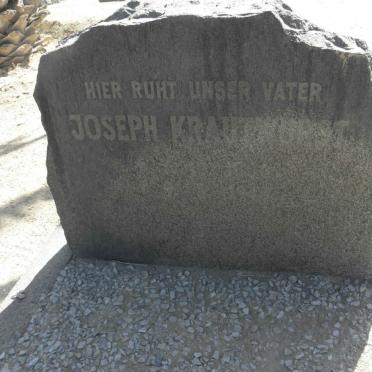 HIER RUHT UNSER VATER
JOSEPH